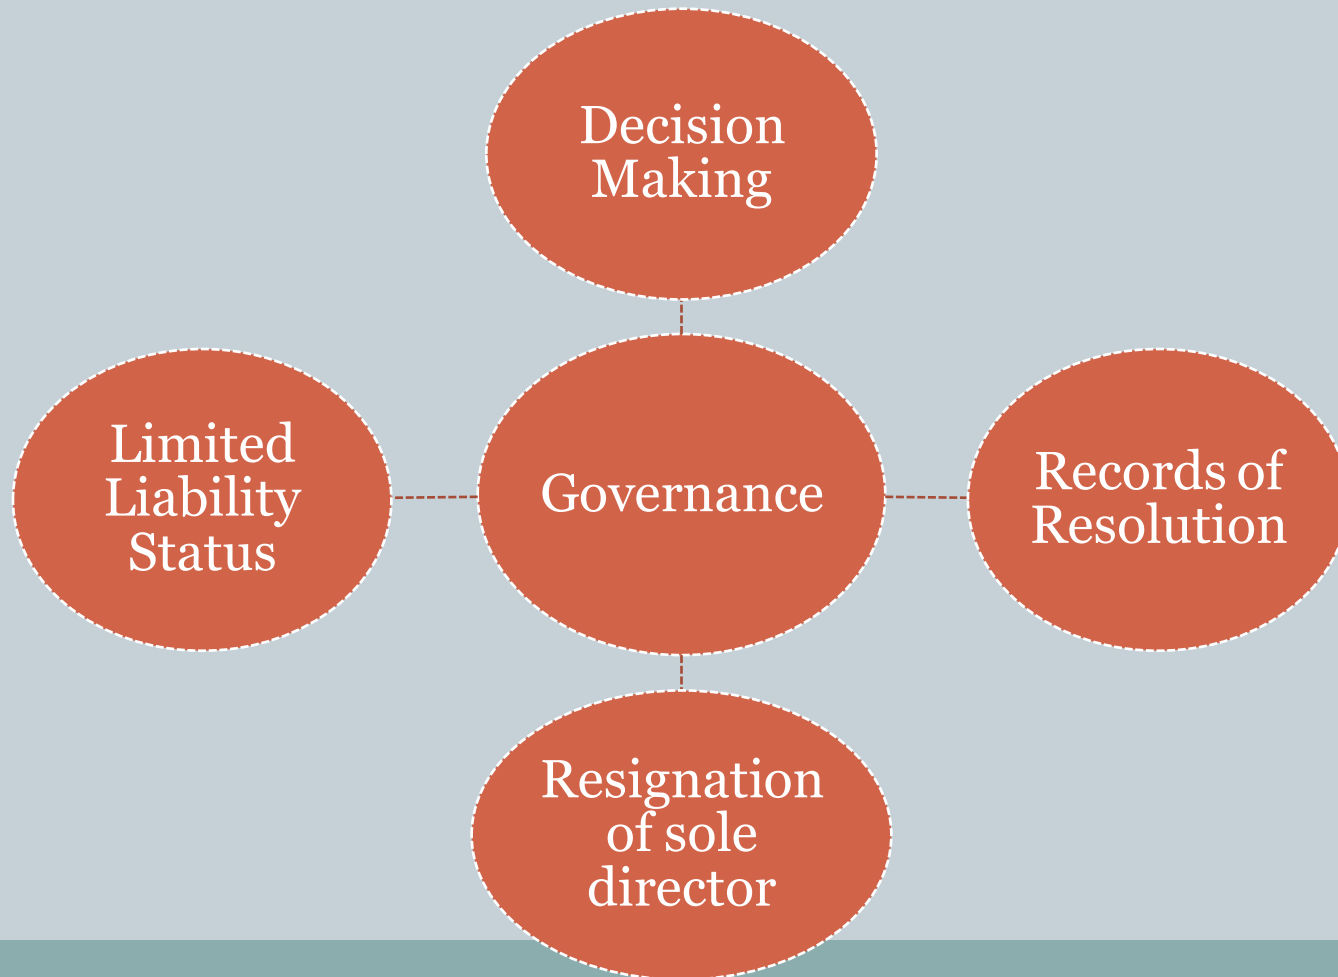 Decision
Making
Limited
Liability
Status
Governance
Records of
Resolution
Resignation
of sole
director